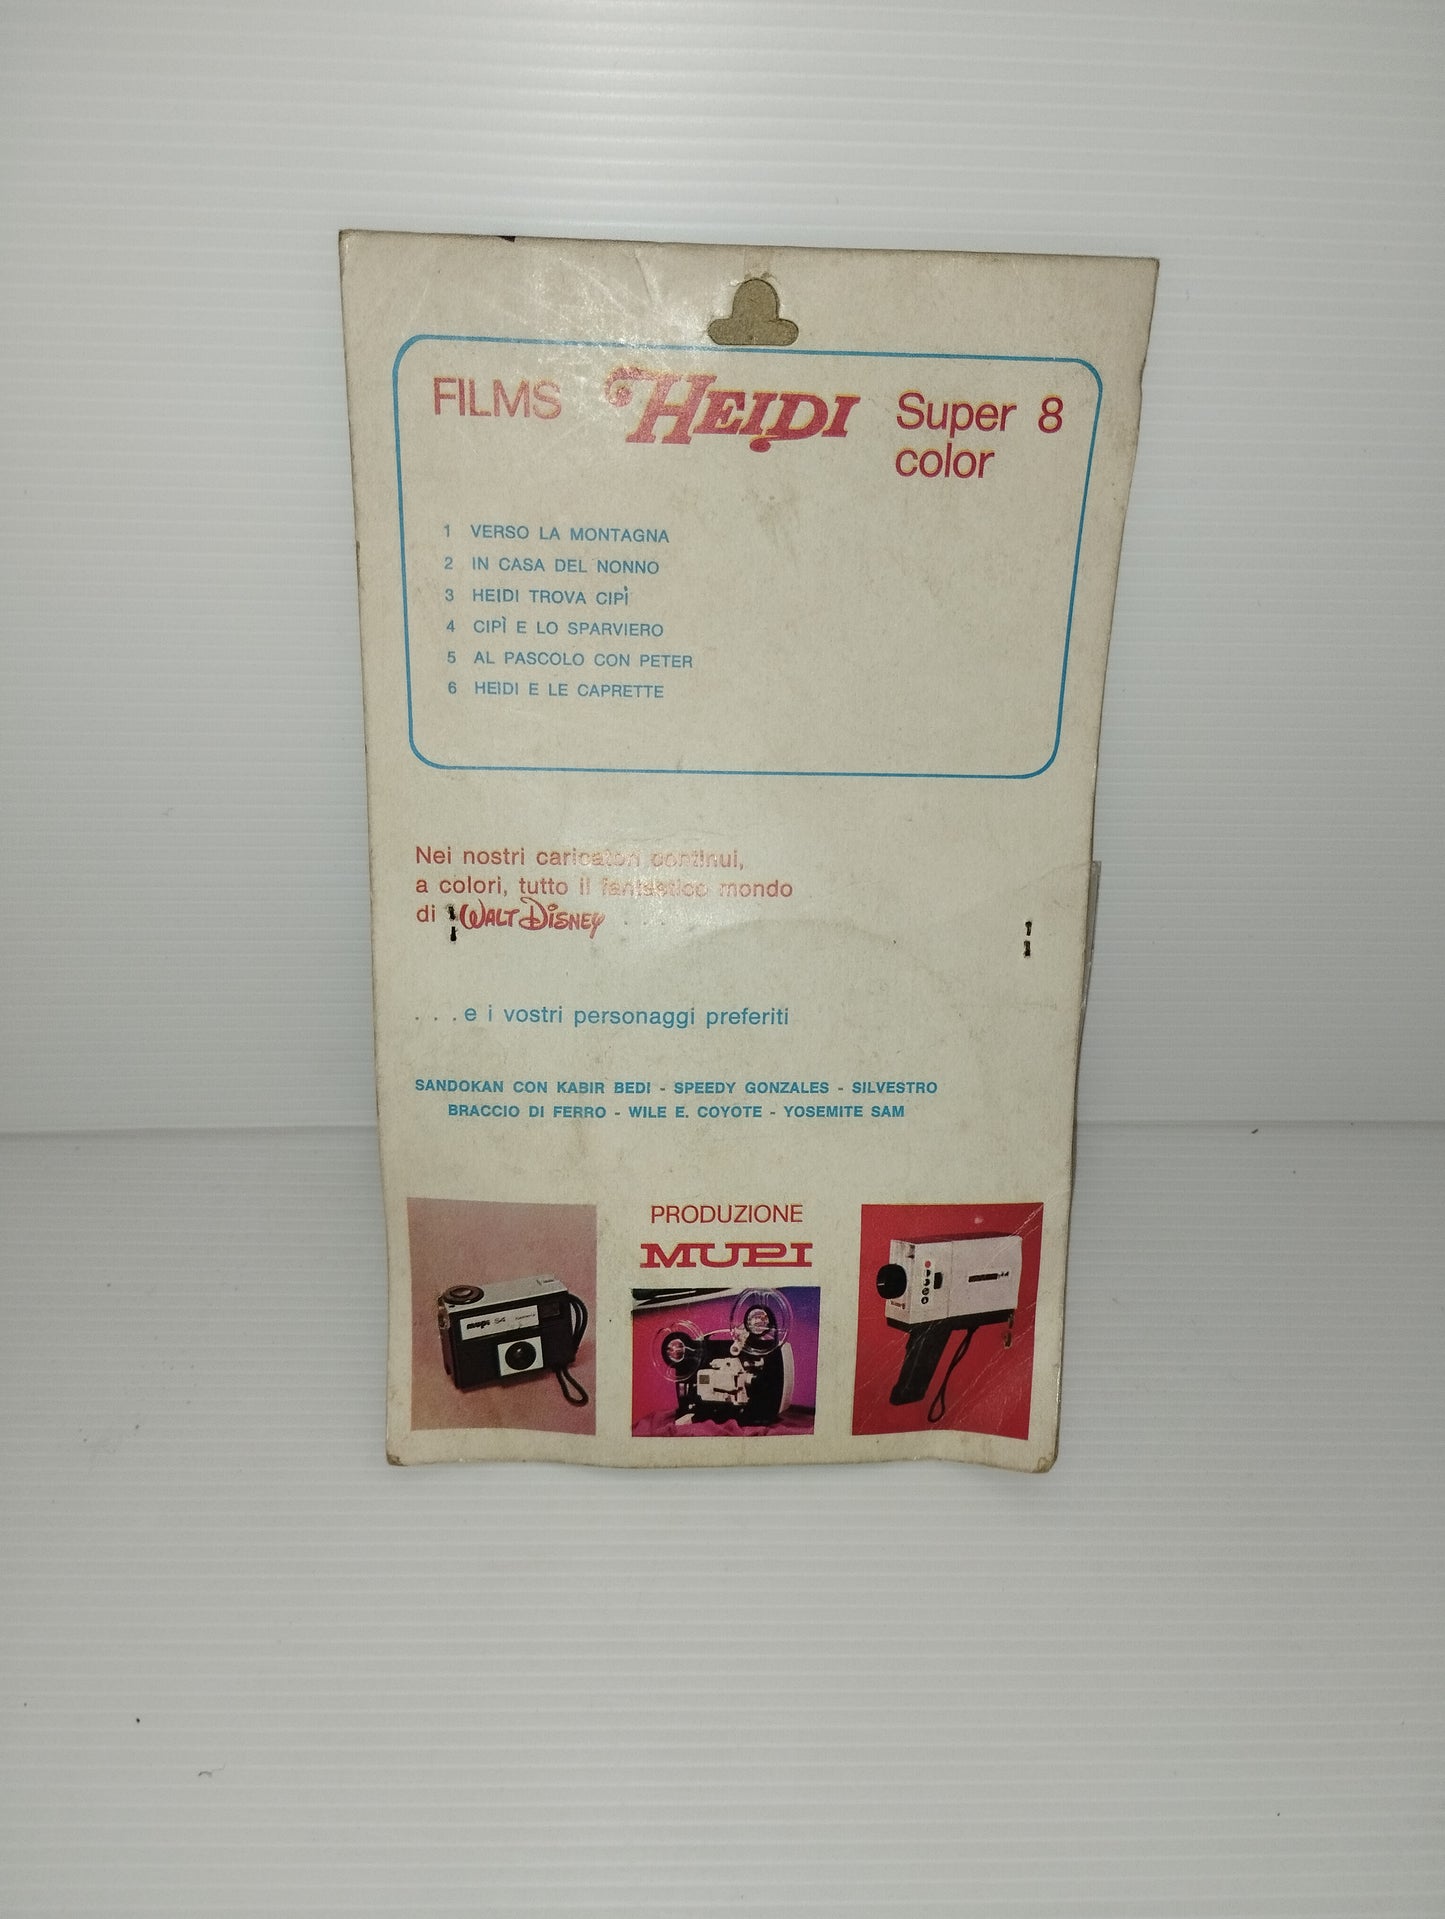 FILMS HEIDI Super 8
color
1 VERSO LA MONTAGNA
2 IN CASA DEL NONNO
3 HEIDI TROVA CIPÌ
4 CIPÌ E LO SPARVIERO
5 AL PASCOLO CON PETER
6 HEIDI E LE CAPRETTE
Nei nostri caricatori continui,
a colori, tutto il fantastico mondo
di WALT DISNEY . . . .
. . . e i vostri personaggi preferiti
SANDOKAN CON KABIR BEDI - SPEEDY GONZALES - SILVESTRO
BRACCIO DI FERRO - WILE E. COYOTE - YOSEMITE SAM
PRODUZIONE
MUPI
mupi